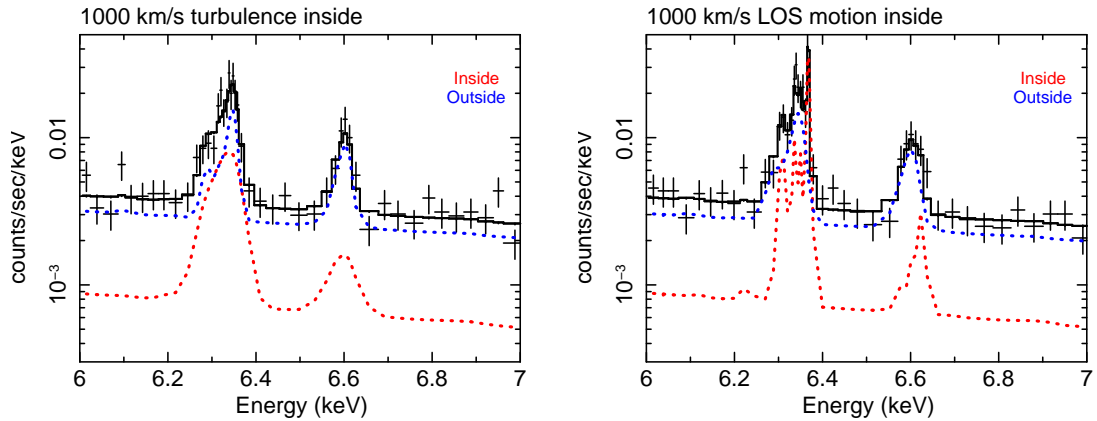 1000 km/s turbulence inside
counts/sec/keV
0.01
10⁻³
Inside
Outside
6
6.2
6.4
6.6
6.8
7
Energy (keV)
1000 km/s LOS motion inside
counts/sec/keV
0.01
10⁻³
Inside
Outside
6
6.2
6.4
6.6
6.8
7
Energy (keV)